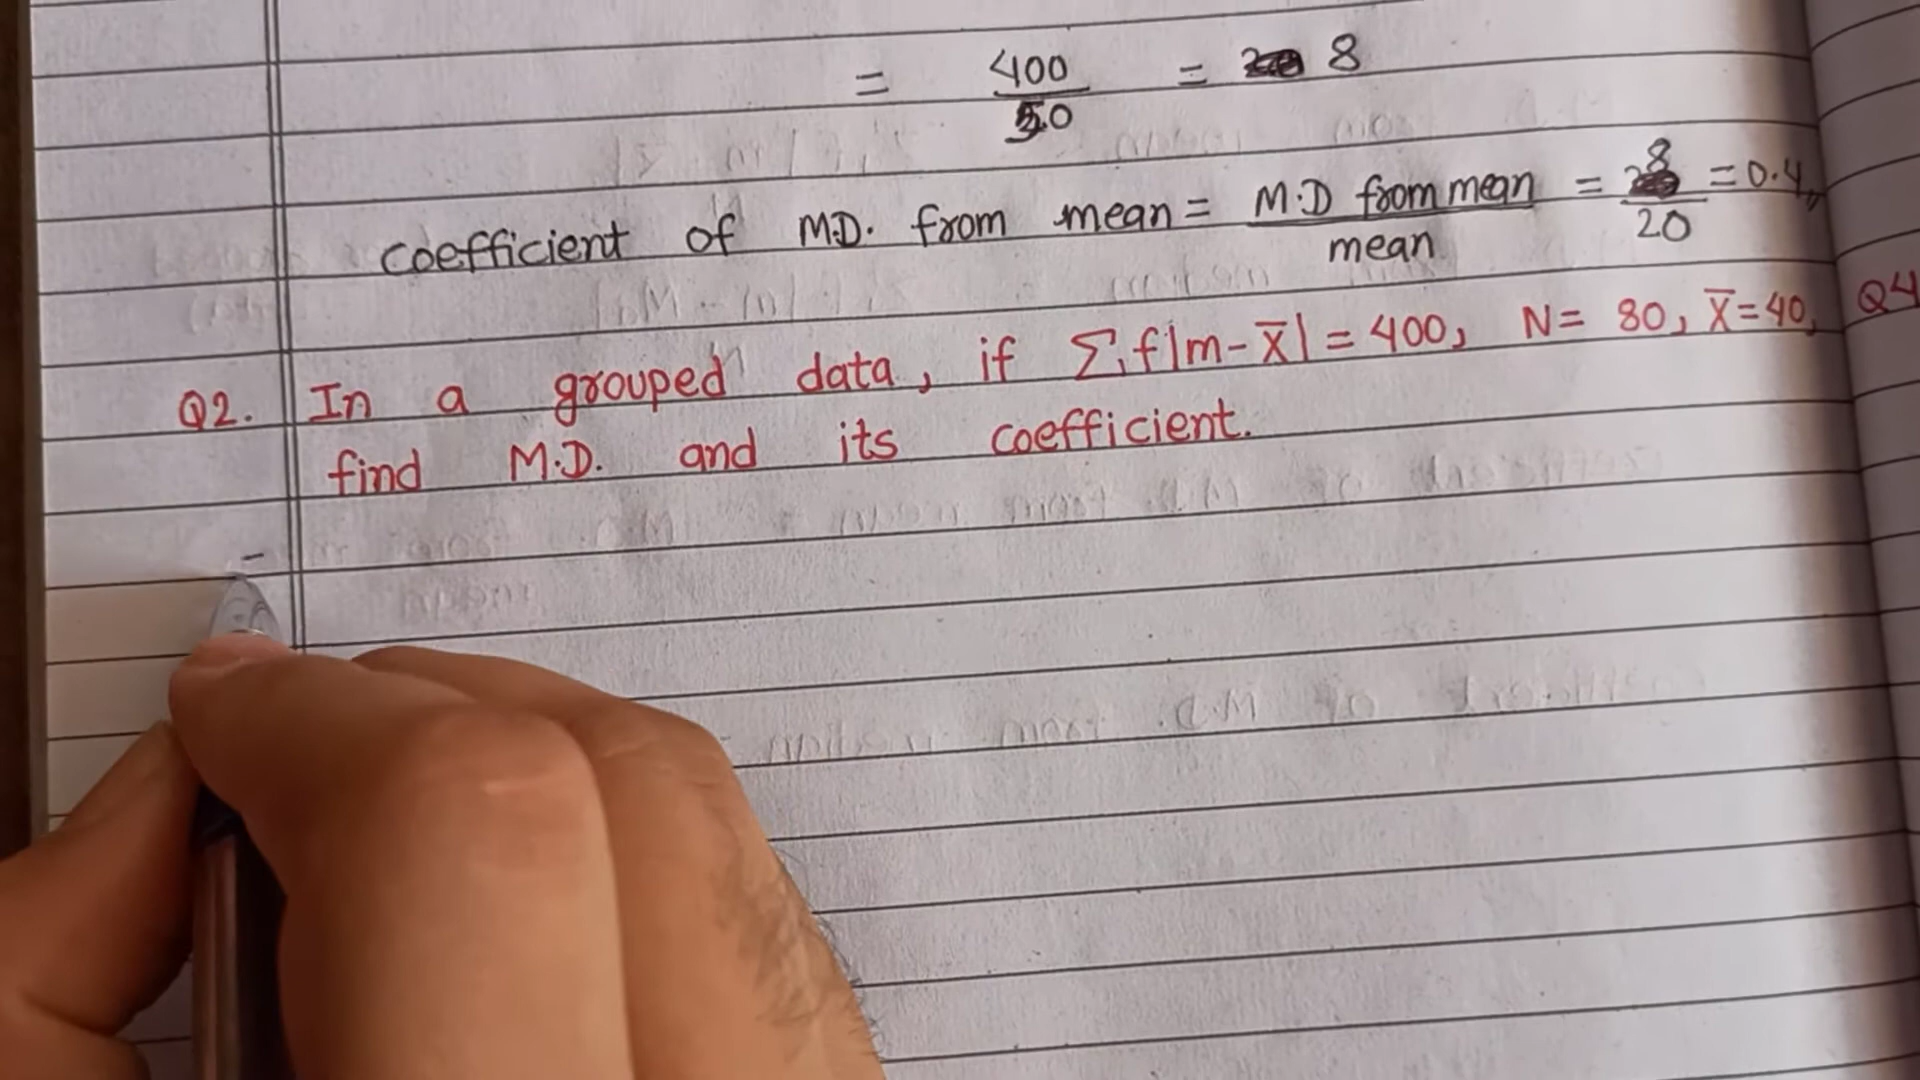 = 400/50 = 8
coefficient of M.D. from mean = M.D from mean/mean = 8/20 = 0.4,,
Q2. In a grouped data, if Σf|m-X̅| = 400, N= 80, X̅=40,
find M.D. and its coefficient.
Q4